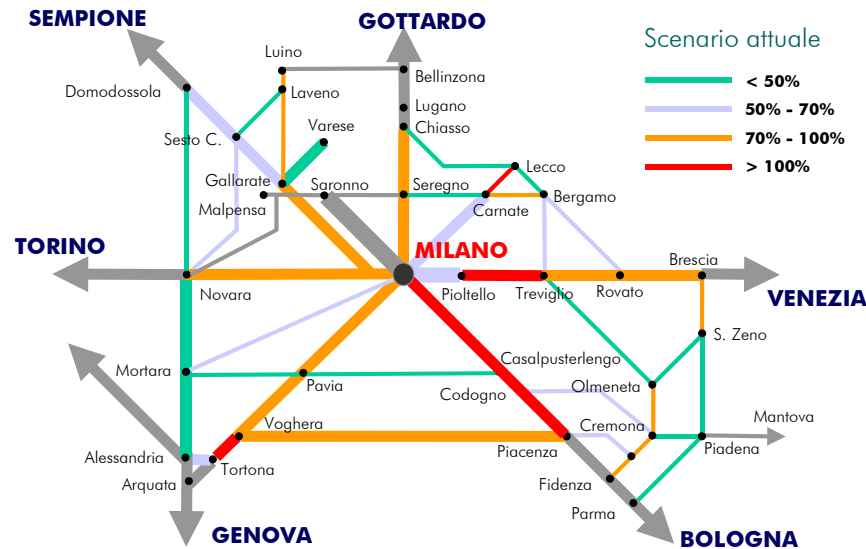 SEMPIONE
GOTTARDO
Scenario attuale
Luino
Bellinzona
Domodossola
Laveno
< 50%
Lugano
50% - 70%
Varese
Chiasso
70% - 100%
Sesto C.
> 100%
Lecco
Gallarate
Saronno
Seregno
Bergamo
Malpensa
Carnate
TORINO
MILANO
Brescia
Novara
Pioltello
Treviglio
Rovato
VENEZIA
S. Zeno
Mortara
Casalpusterlengo
Pavia
Codogno
Olmeneta
Voghera
Cremona
Mantova
Piacenza
Piadena
Alessandria
Tortona
Arquata
Fidenza
Parma
GENOVA
BOLOGNA